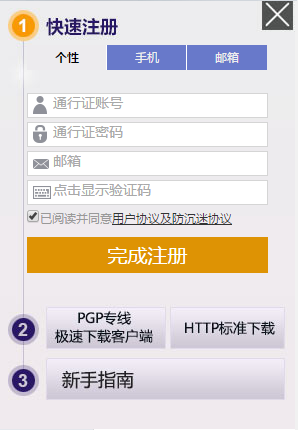 1 快速注册
个性 手机 邮箱
通行证账号
通行证密码
邮箱
点击显示验证码
已阅读并同意用户协议及防沉迷协议
完成注册
2
PGP专线
极速下载客户端
HTTP标准下载
3 新手指南